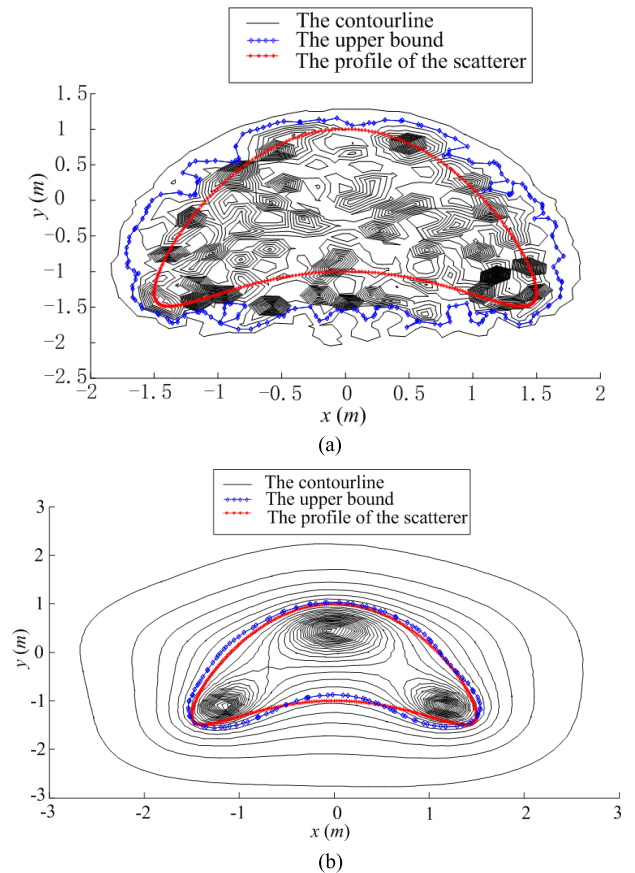 The contourline
The upper bound
The profile of the scatterer
1.5
1
0.5
0
-0.5
-1
-1.5
-2
-2.5
y (m)
-2
-1.5
-1
-0.5
0
0.5
1
1.5
2
x (m)
(a)
The contourline
The upper bound
The profile of the scatterer
3
2
1
0
-1
-2
-3
y (m)
-3
-2
-1
0
1
2
3
x (m)
(b)